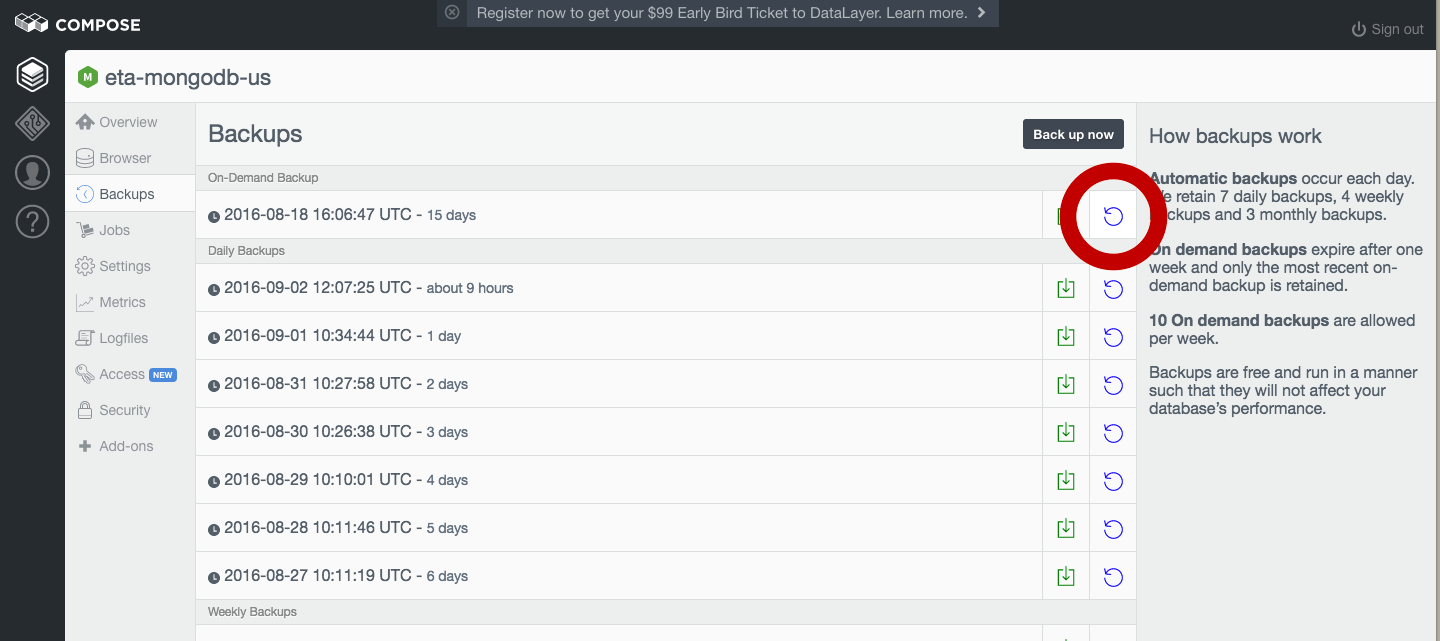 Register now to get your $99 Early Bird Ticket to DataLayer. Learn more.
COMPOSE
Sign out
M
eta-mongodb-us
Overview
Browser
Backups
Jobs
Settings
Metrics
Logfiles
Access NEW
Security
Add-ons
Backups
Back up now
On-Demand Backup
2016-08-18 16:06:47 UTC - 15 days
Daily Backups
2016-09-02 12:07:25 UTC - about 9 hours
2016-09-01 10:34:44 UTC - 1 day
2016-08-31 10:27:58 UTC - 2 days
2016-08-30 10:26:38 UTC - 3 days
2016-08-29 10:10:01 UTC - 4 days
2016-08-28 10:11:46 UTC - 5 days
2016-08-27 10:11:19 UTC - 6 days
Weekly Backups
How backups work
Automatic backups occur each day.
We retain 7 daily backups, 4 weekly
backups and 3 monthly backups.
On demand backups expire after one
week and only the most recent on-
demand backup is retained.
10 On demand backups are allowed
per week.
Backups are free and run in a manner
such that they will not affect your
database's performance.